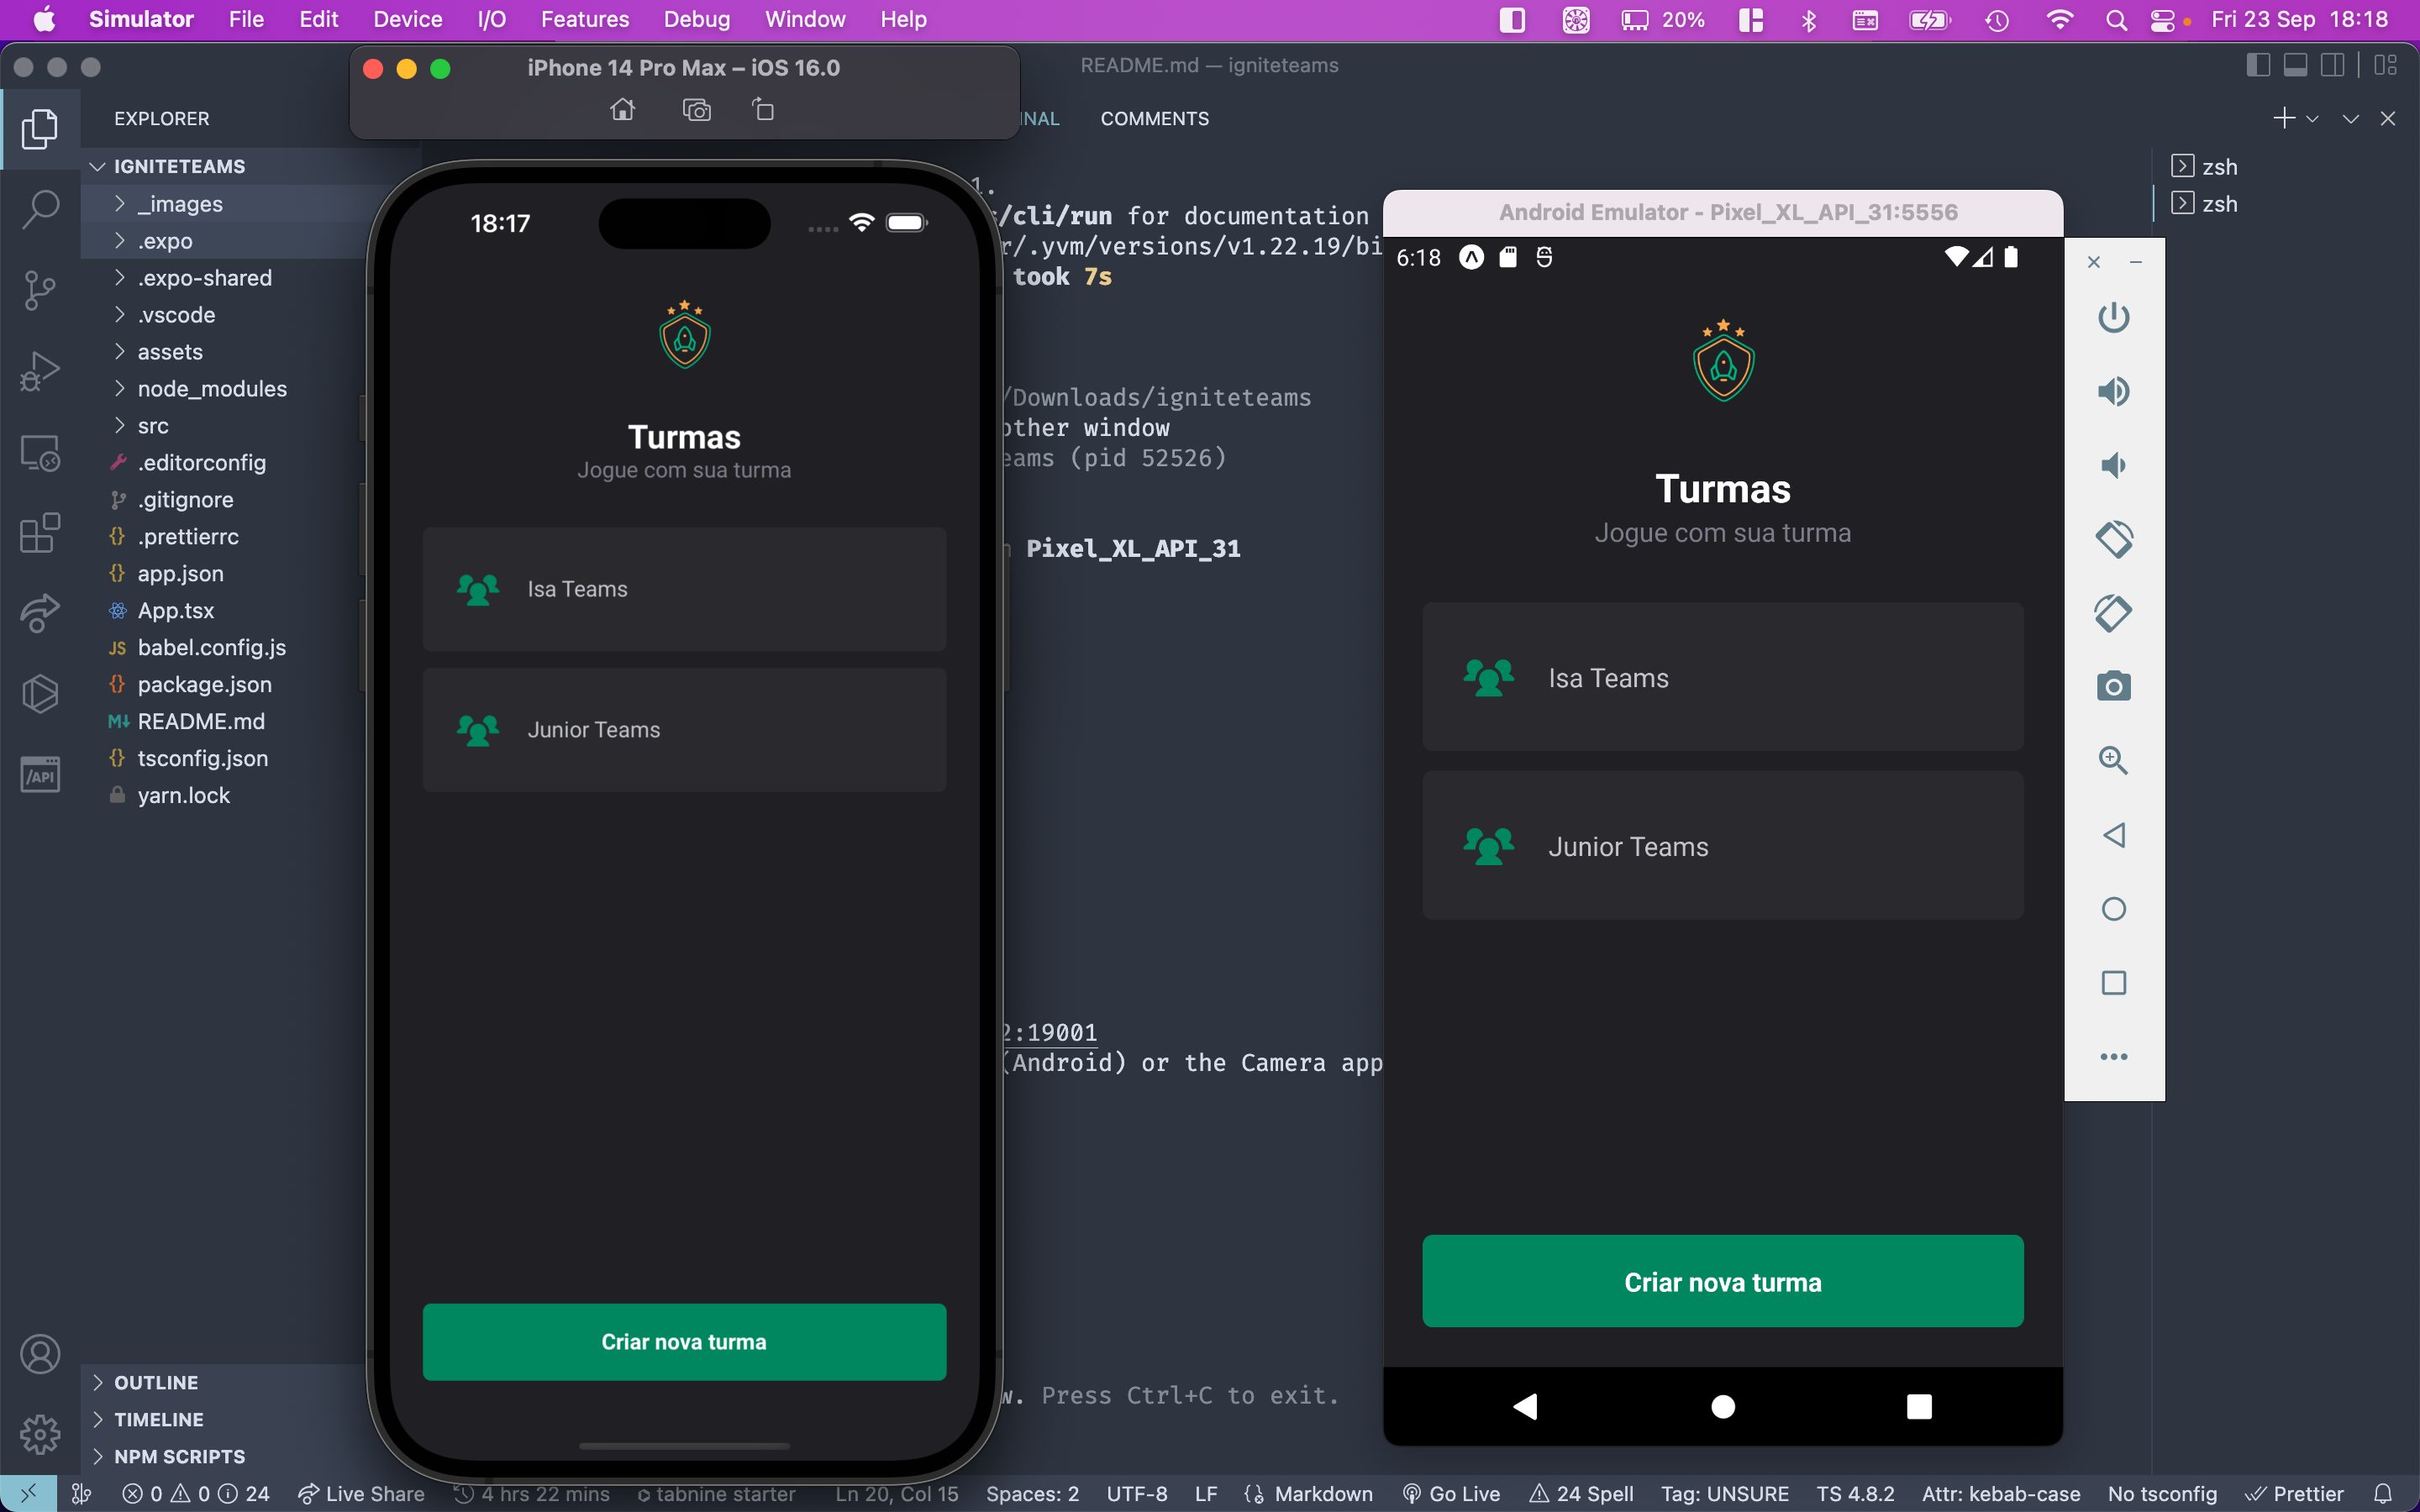 Simulator File Edit Device I/O Features Debug Window Help 20% Fri 23 Sep 18:18
iPhone 14 Pro Max – iOS 16.0
README.md — igniteteams
EXPLORER
COMMENTS
IGNITETEAMS
_images
.expo
.expo-shared
.vscode
assets
node_modules
src
.editorconfig
.gitignore
.prettierrc
app.json
App.tsx
babel.config.js
package.json
README.md
tsconfig.json
yarn.lock
OUTLINE
TIMELINE
NPM SCRIPTS
18:17
Turmas
Jogue com sua turma
Isa Teams
Junior Teams
Criar nova turma
1.
/cli/run for documentation
r/.yvm/versions/v1.22.19/bi
took 7s
/Downloads/igniteteams
other window
eams (pid 52526)
Pixel_XL_API_31
2:19001
(Android) or the Camera app
w. Press Ctrl+C to exit.
zsh
zsh
Android Emulator - Pixel_XL_API_31:5556
6:18
Turmas
Jogue com sua turma
Isa Teams
Junior Teams
Criar nova turma
0 0 24 Live Share 4 hrs 22 mins tabnine starter Ln 20, Col 15 Spaces: 2 UTF-8 LF Markdown Go Live 24 Spell Tag: UNSURE TS 4.8.2 Attr: kebab-case No tsconfig Prettier